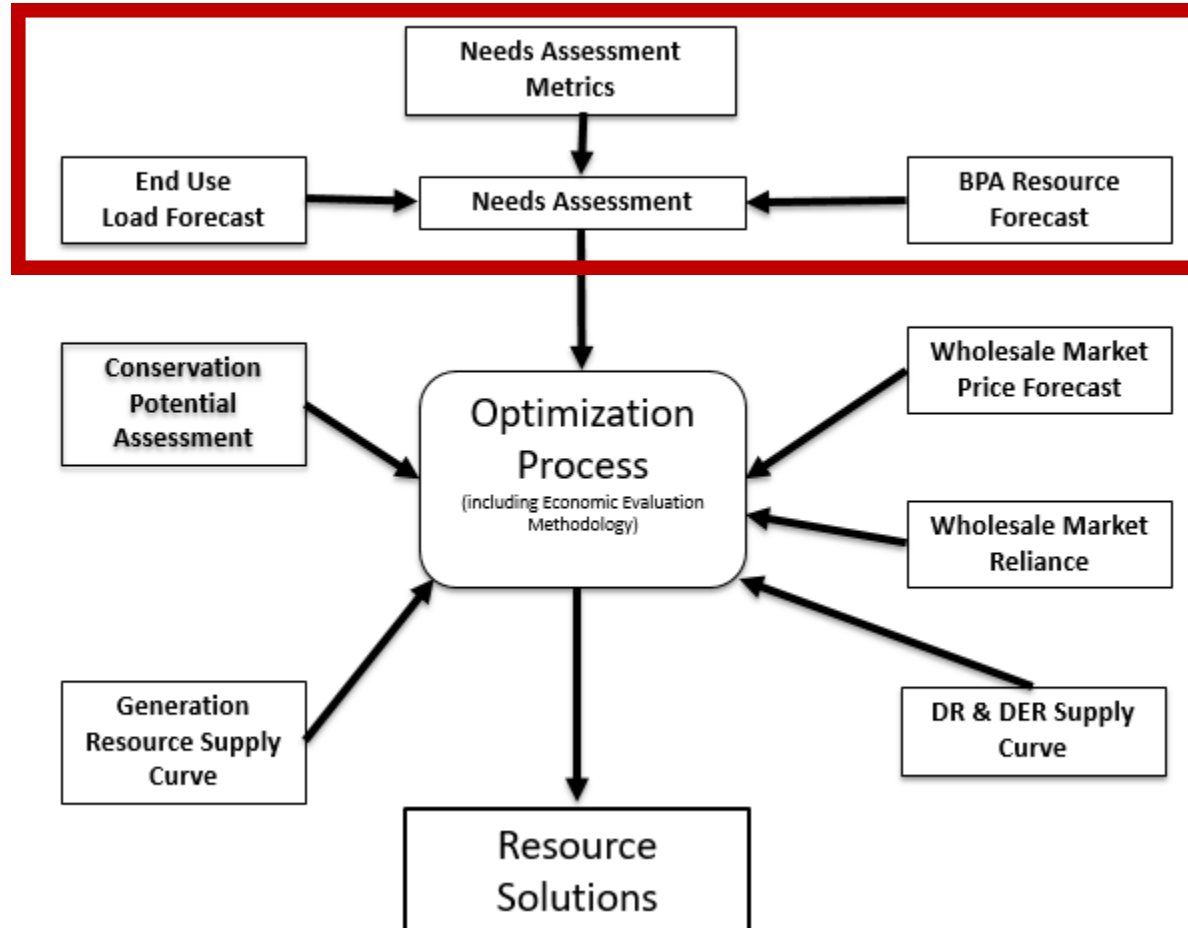 Needs Assessment
Metrics
End Use
Load Forecast
Needs Assessment
BPA Resource
Forecast
Conservation
Potential
Assessment
Optimization
Process
(including Economic Evaluation
Methodology)
Wholesale Market
Price Forecast
Wholesale Market
Reliance
Generation
Resource Supply
Curve
DR & DER Supply
Curve
Resource
Solutions